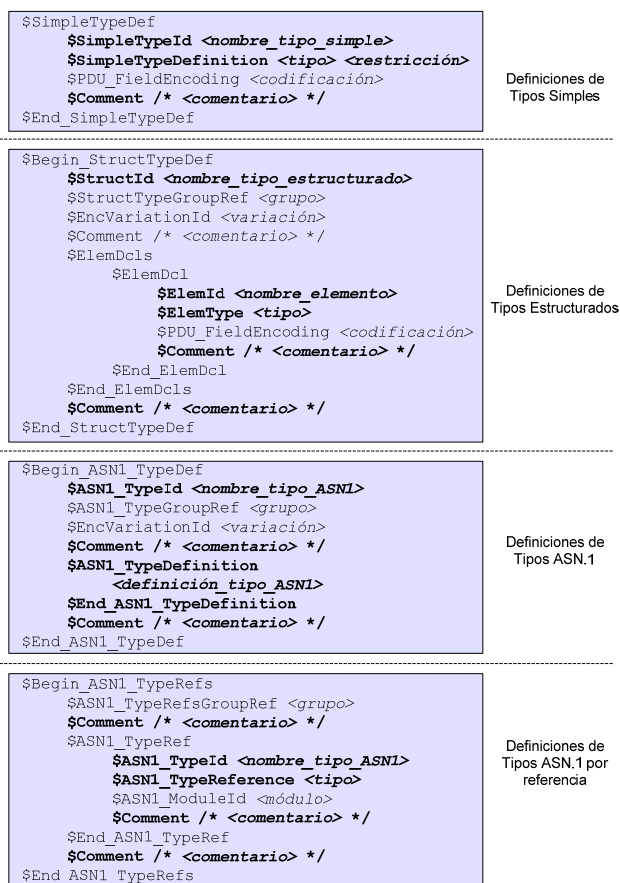 $SimpleTypeDef
$SimpleTypeId <nombre_tipo_simple>
$SimpleTypeDefinition <tipo> <restricción>
$PDU_FieldEncoding <codificación>
$Comment /* <comentario> */
$End_SimpleTypeDef
Definiciones de
Tipos Simples
$Begin_StructTypeDef
$StructId <nombre_tipo_estructurado>
$StructTypeGroupRef <grupo>
$EncVariationId <variación>
$Comment /* <comentario> */
$ElemDcls
$ElemDcl
$ElemId <nombre_elemento>
$ElemType <tipo>
$PDU_FieldEncoding <codificación>
$Comment /* <comentario> */
$End_ElemDcl
$End_ElemDcls
$Comment /* <comentario> */
$End_StructTypeDef
Definiciones de
Tipos Estructurados
$Begin_ASN1_TypeDef
$ASN1_TypeId <nombre_tipo_ASN1>
$ASN1_TypeGroupRef <grupo>
$EncVariationId <variación>
$Comment /* <comentario> */
$ASN1_TypeDefinition
<definición_tipo_ASN1>
$End_ASN1_TypeDefinition
$Comment /* <comentario> */
$End_ASN1_TypeDef
Definiciones de
Tipos ASN.1
$Begin_ASN1_TypeRefs
$ASN1_TypeRefsGroupRef <grupo>
$Comment /* <comentario> */
$ASN1_TypeRef
$ASN1_TypeId <nombre_tipo_ASN1>
$ASN1_TypeReference <tipo>
$ASN1_ModuleId <módulo>
$Comment /* <comentario> */
$End_ASN1_TypeRef
$Comment /* <comentario> */
$End_ASN1_TypeRefs
Definiciones de
Tipos ASN.1 por
referencia